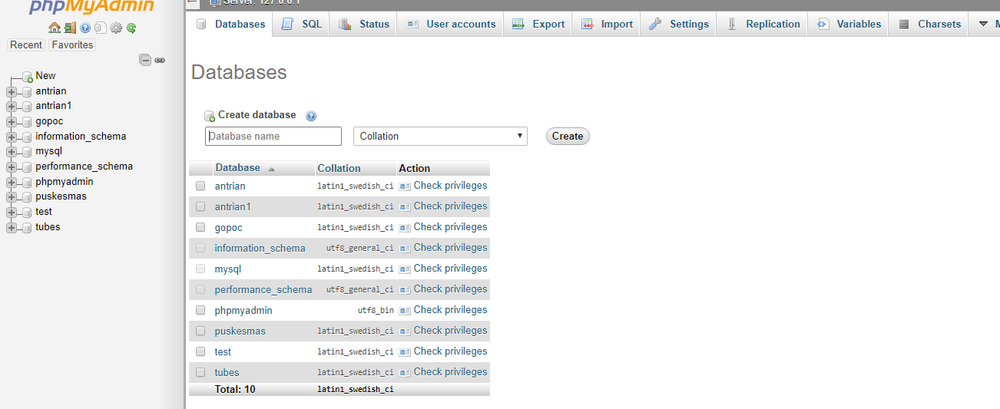 phpMyAdmin
Recent Favorites
New
antrian
antrian1
gopoc
information_schema
mysql
performance_schema
phpmyadmin
puskesmas
test
tubes
Server: 127.0.0.1
Databases SQL Status User accounts Export Import Settings Replication Variables Charsets M
Databases
Create database
Database name Collation Create
Database Collation Action
antrian latin1_swedish_ci Check privileges
antrian1 latin1_swedish_ci Check privileges
gopoc latin1_swedish_ci Check privileges
information_schema utf8_general_ci Check privileges
mysql latin1_swedish_ci Check privileges
performance_schema utf8_general_ci Check privileges
phpmyadmin utf8_bin Check privileges
puskesmas latin1_swedish_ci Check privileges
test latin1_swedish_ci Check privileges
tubes latin1_swedish_ci Check privileges
Total: 10 latin1_swedish_ci